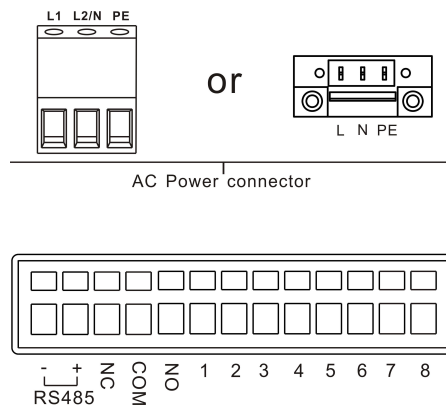 L1 L2/N PE
or
L N PE
AC Power connector
- + NC COM NO 1 2 3 4 5 6 7 8
RS485